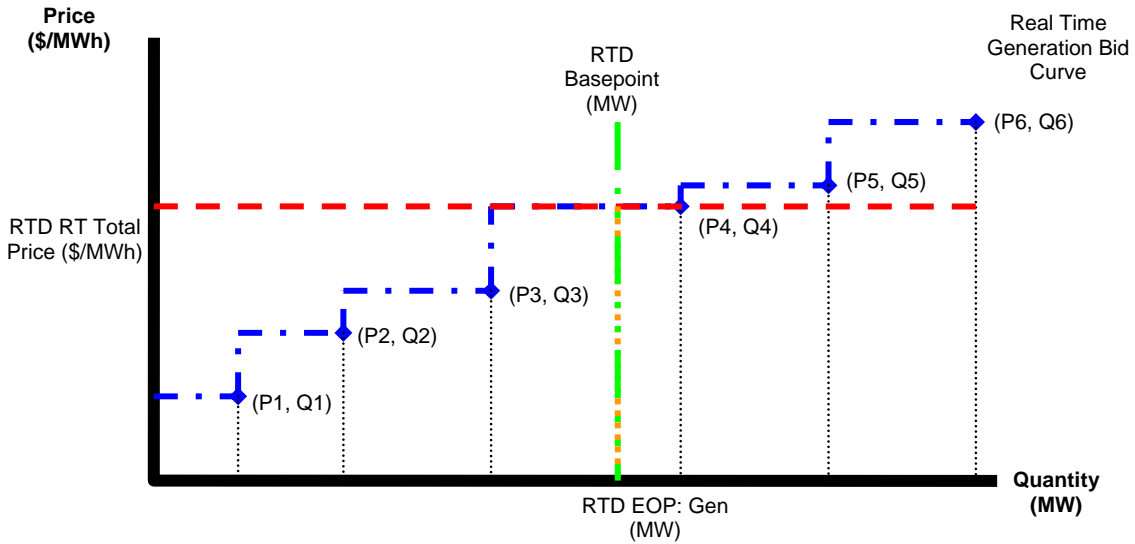 Price
($/MWh)
Real Time
Generation Bid
Curve
RTD
Basepoint
(MW)
(P6, Q6)
(P5, Q5)
RTD RT Total
Price ($/MWh)
(P4, Q4)
(P3, Q3)
(P2, Q2)
(P1, Q1)
Quantity
(MW)
RTD EOP: Gen
(MW)